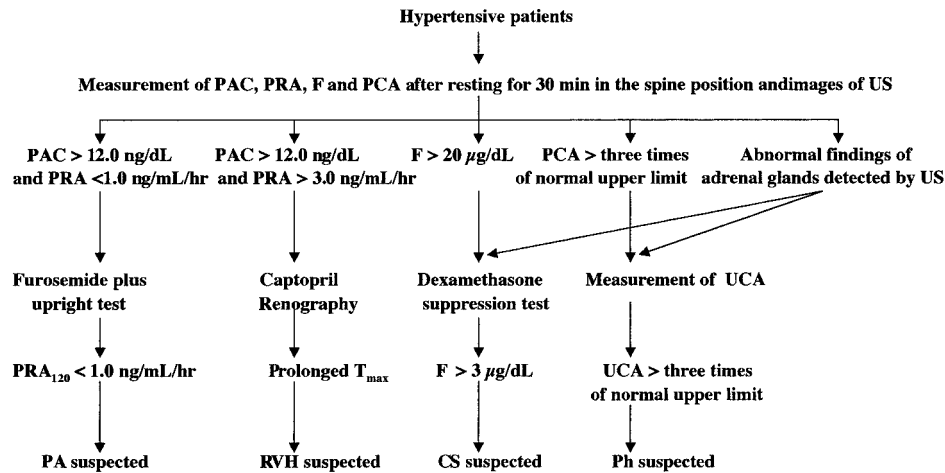 Hypertensive patients
Measurement of PAC, PRA, F and PCA after resting for 30 min in the spine position andimages of US
PAC > 12.0 ng/dL
and PRA <1.0 ng/mL/hr
PAC > 12.0 ng/dL
and PRA > 3.0 ng/mL/hr
F > 20 µg/dL
PCA > three times
of normal upper limit
Abnormal findings of
adrenal glands detected by US
Furosemide plus
upright test
Captopril
Renography
Dexamethasone
suppression test
Measurement of UCA
PRA120 < 1.0 ng/mL/hr
Prolonged Tmax
F > 3 µg/dL
UCA > three times
of normal upper limit
PA suspected
RVH suspected
CS suspected
Ph suspected